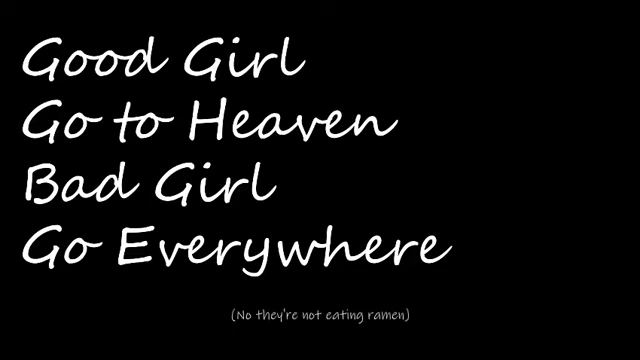 Good Girl
Go to Heaven
Bad Girl
Go Everywhere
(No they're not eating ramen)